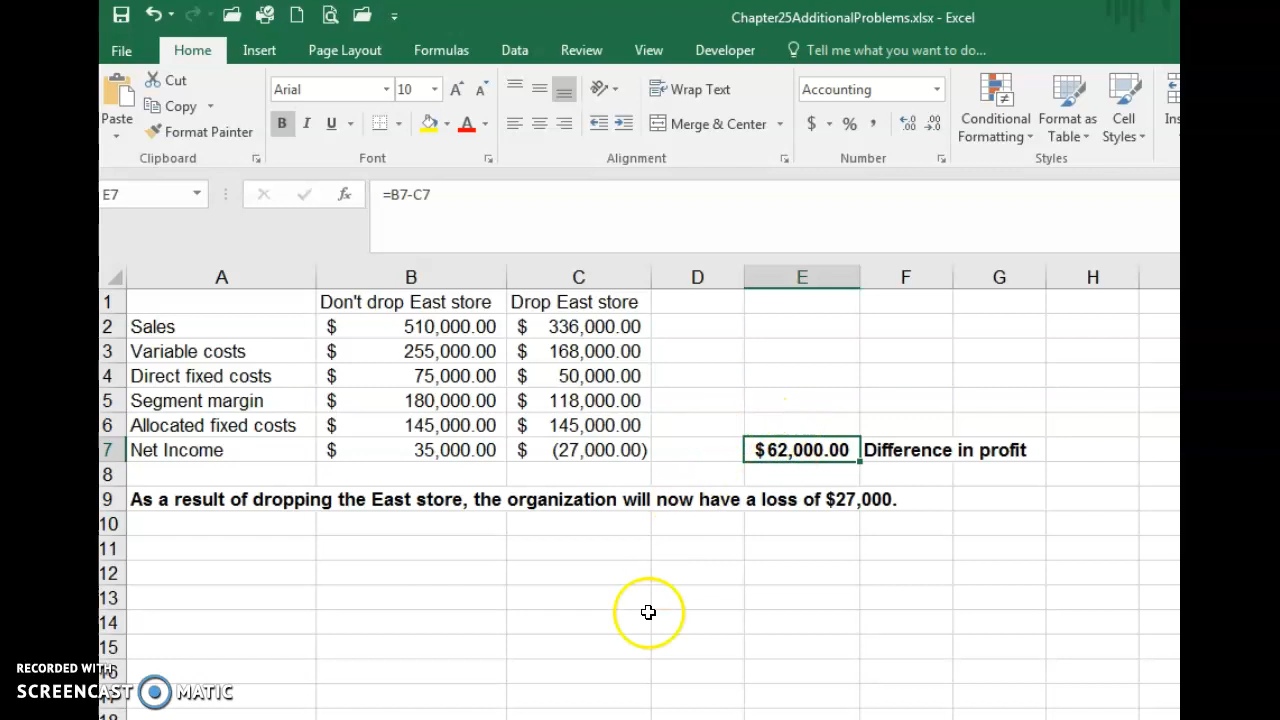 Chapter25AdditionalProblems.xlsx - Excel
File Home Insert Page Layout Formulas Data Review View Developer Tell me what you want to do...
Paste Cut Copy Format Painter Clipboard
Arial 10 A A B I U A Font
Wrap Text Merge & Center Alignment
Accounting $ % , Number
Conditional Formatting Format as Table Cell Styles Styles
E7 fx =B7-C7
A B C D E F G H
1 Don't drop East store Drop East store
2 Sales $ 510,000.00 $ 336,000.00
3 Variable costs $ 255,000.00 $ 168,000.00
4 Direct fixed costs $ 75,000.00 $ 50,000.00
5 Segment margin $ 180,000.00 $ 118,000.00
6 Allocated fixed costs $ 145,000.00 $ 145,000.00
7 Net Income $ 35,000.00 $ (27,000.00) $62,000.00 Difference in profit
8
9 As a result of dropping the East store, the organization will now have a loss of $27,000.
10
11
12
13
14
15
RECORDED WITH
16
SCREENCAST MATIC